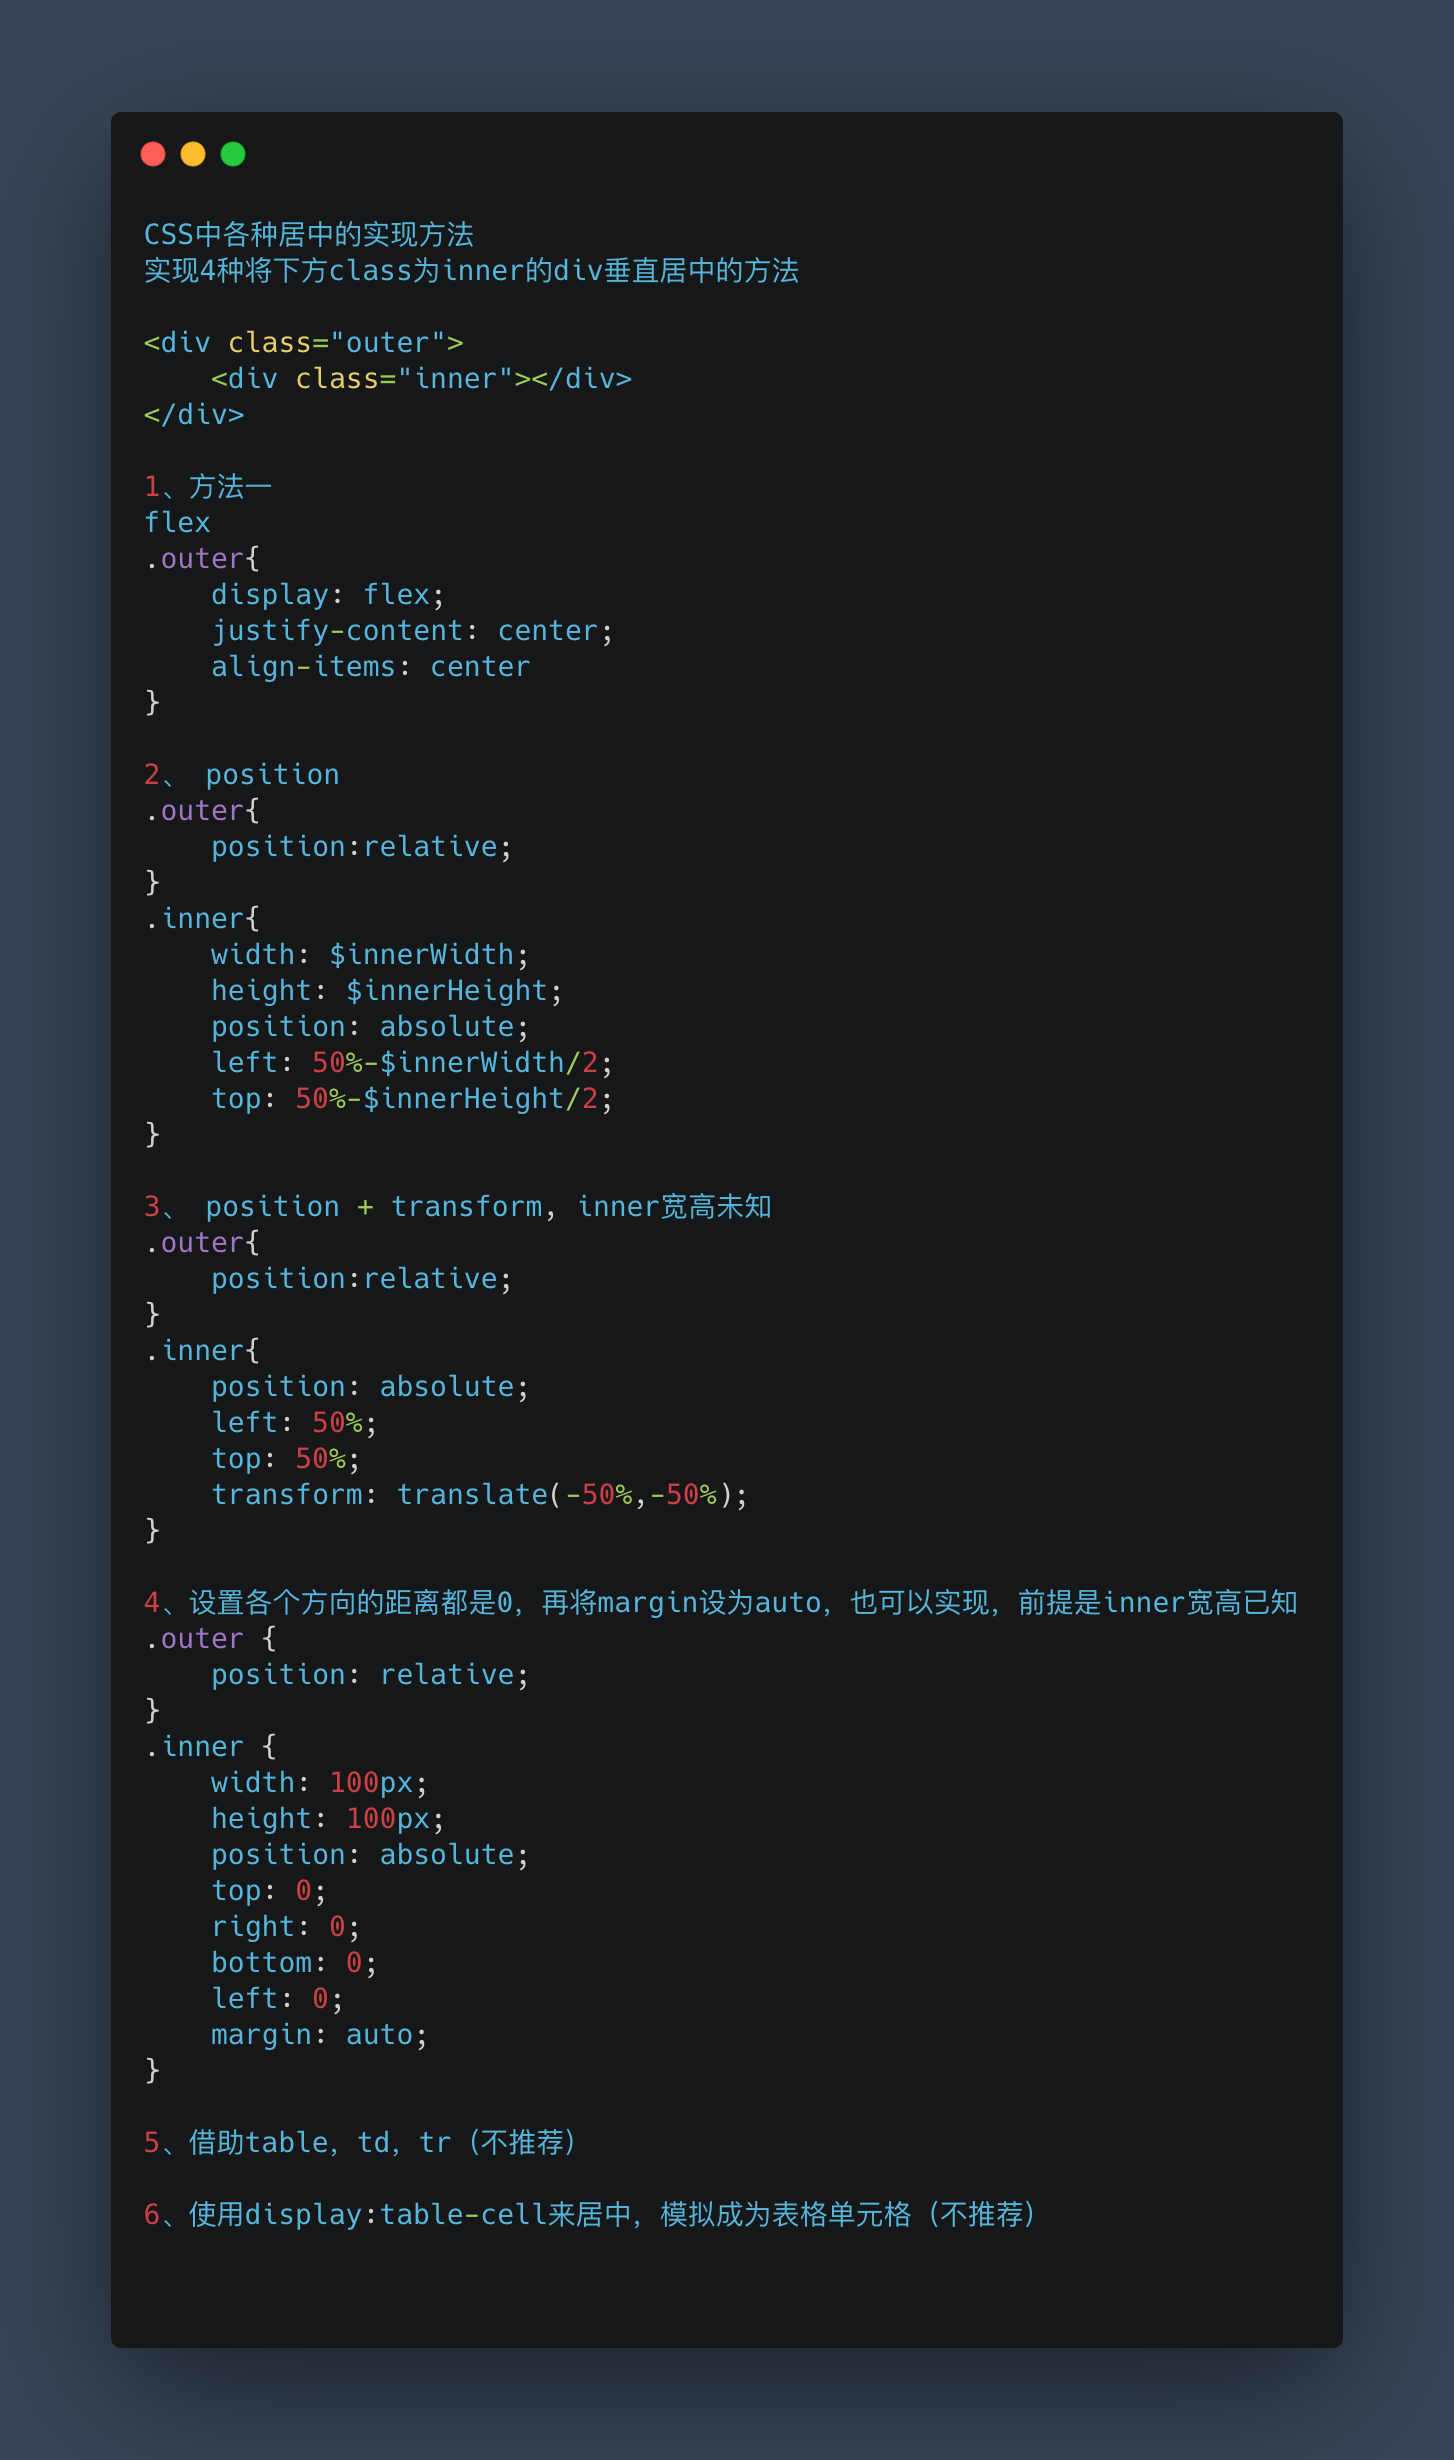 CSS中各种居中的实现方法
实现4种将下方class为inner的div垂直居中的方法
<div class="outer">
    <div class="inner"></div>
</div>
1、方法一
flex
.outer{
    display: flex;
    justify-content: center;
    align-items: center
}
2、 position
.outer{
    position:relative;
}
.inner{
    width: $innerWidth;
    height: $innerHeight;
    position: absolute;
    left: 50%-$innerWidth/2;
    top: 50%-$innerHeight/2;
}
3、 position + transform, inner宽高未知
.outer{
    position:relative;
}
.inner{
    position: absolute;
    left: 50%;
    top: 50%;
    transform: translate(-50%,-50%);
}
4、设置各个方向的距离都是0，再将margin设为auto，也可以实现，前提是inner宽高已知
.outer {
    position: relative;
}
.inner {
    width: 100px;
    height: 100px;
    position: absolute;
    top: 0;
    right: 0;
    bottom: 0;
    left: 0;
    margin: auto;
}
5、借助table，td，tr（不推荐）
6、使用display:table-cell来居中，模拟成为表格单元格（不推荐）